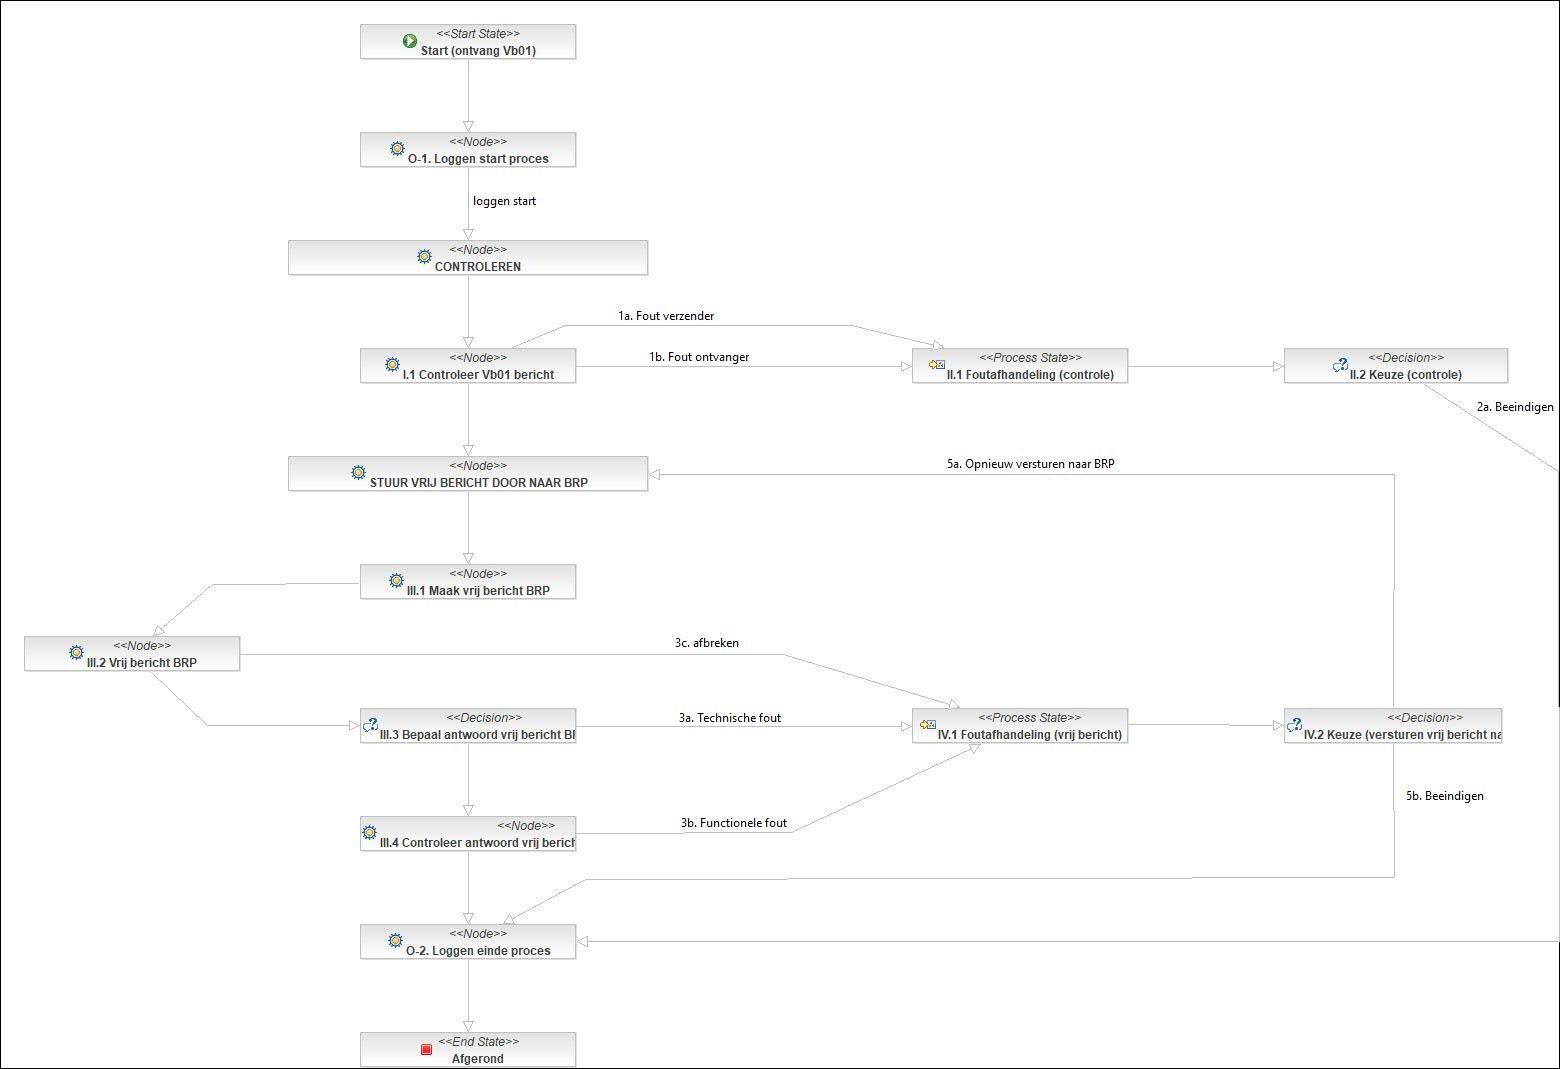 <<Start State>>
Start (ontvang Vb01)
<<Node>>
O-1. Loggen start proces
loggen start
<<Node>>
CONTROLEREN
1a. Fout verzender
<<Node>>
I.1 Controleer Vb01 bericht
1b. Fout ontvanger
<<Process State>>
II.1 Foutafhandeling (controle)
<<Decision>>
II.2 Keuze (controle)
2a. Beeindigen
<<Node>>
STUUR VRIJ BERICHT DOOR NAAR BRP
5a. Opnieuw versturen naar BRP
<<Node>>
III.1 Maak vrij bericht BRP
<<Node>>
III.2 Vrij bericht BRP
3c. afbreken
<<Decision>>
III.3 Bepaal antwoord vrij bericht
3a. Technische fout
<<Process State>>
IV.1 Foutafhandeling (vrij bericht)
<<Decision>>
IV.2 Keuze (versturen vrij bericht
5b. Beeindigen
<<Node>>
III.4 Controleer antwoord vrij
3b. Functionele fout
<<Node>>
O-2. Loggen einde proces
<<End State>>
Afgerond